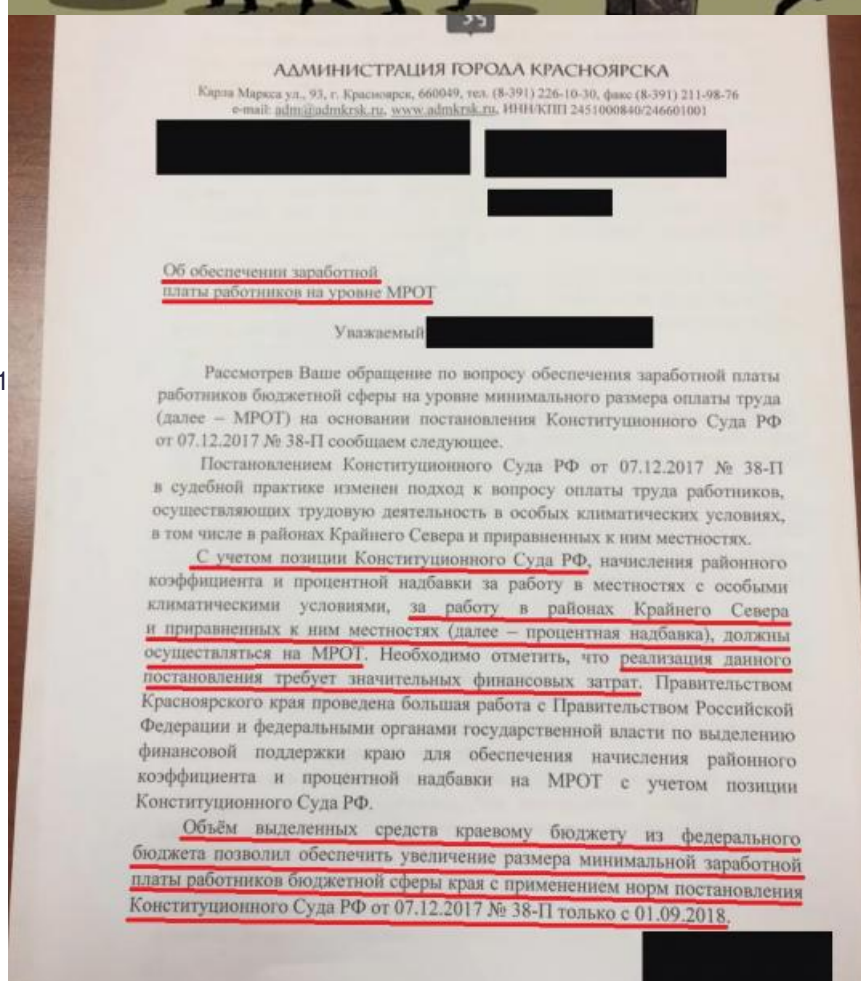 39
АДМИНИСТРАЦИЯ ГОРОДА КРАСНОЯРСКА
Карла Маркса ул., 93, г. Красноярск, 660049, тел. (8-391) 226-10-30, факс (8-391) 211-98-76
e-mail: adm@admkrsk.ru, www.admkrsk.ru, ИНН/КПП 2451000840/246601001
Об обеспечении заработной
платы работников на уровне МРОТ
Уважаемый
1
Рассмотрев Ваше обращение по вопросу обеспечения заработной платы
работников бюджетной сферы на уровне минимального размера оплаты труда
(далее – МРОТ) на основании постановления Конституционного Суда РФ
от 07.12.2017 № 38-П сообщаем следующее.
Постановлением Конституционного Суда РФ от 07.12.2017 № 38-П
в судебной практике изменен подход к вопросу оплаты труда работников,
осуществляющих трудовую деятельность в особых климатических условиях,
в том числе в районах Крайнего Севера и приравненных к ним местностях.
С учетом позиции Конституционного Суда РФ, начисления районного
коэффициента и процентной надбавки за работу в местностях с особыми
климатическими условиями, за работу в районах Крайнего Севера
и приравненных к ним местностях (далее – процентная надбавка), должны
осуществляться на МРОТ. Необходимо отметить, что реализация данного
постановления требует значительных финансовых затрат. Правительством
Красноярского края проведена большая работа с Правительством Российской
Федерации и федеральными органами государственной власти по выделению
финансовой поддержки краю для обеспечения начисления районного
коэффициента и процентной надбавки на МРОТ с учетом позиции
Конституционного Суда РФ.
Объём выделенных средств краевому бюджету из федерального
бюджета позволил обеспечить увеличение размера минимальной заработной
платы работников бюджетной сферы края с применением норм постановления
Конституционного Суда РФ от 07.12.2017 № 38-П только с 01.09.2018.